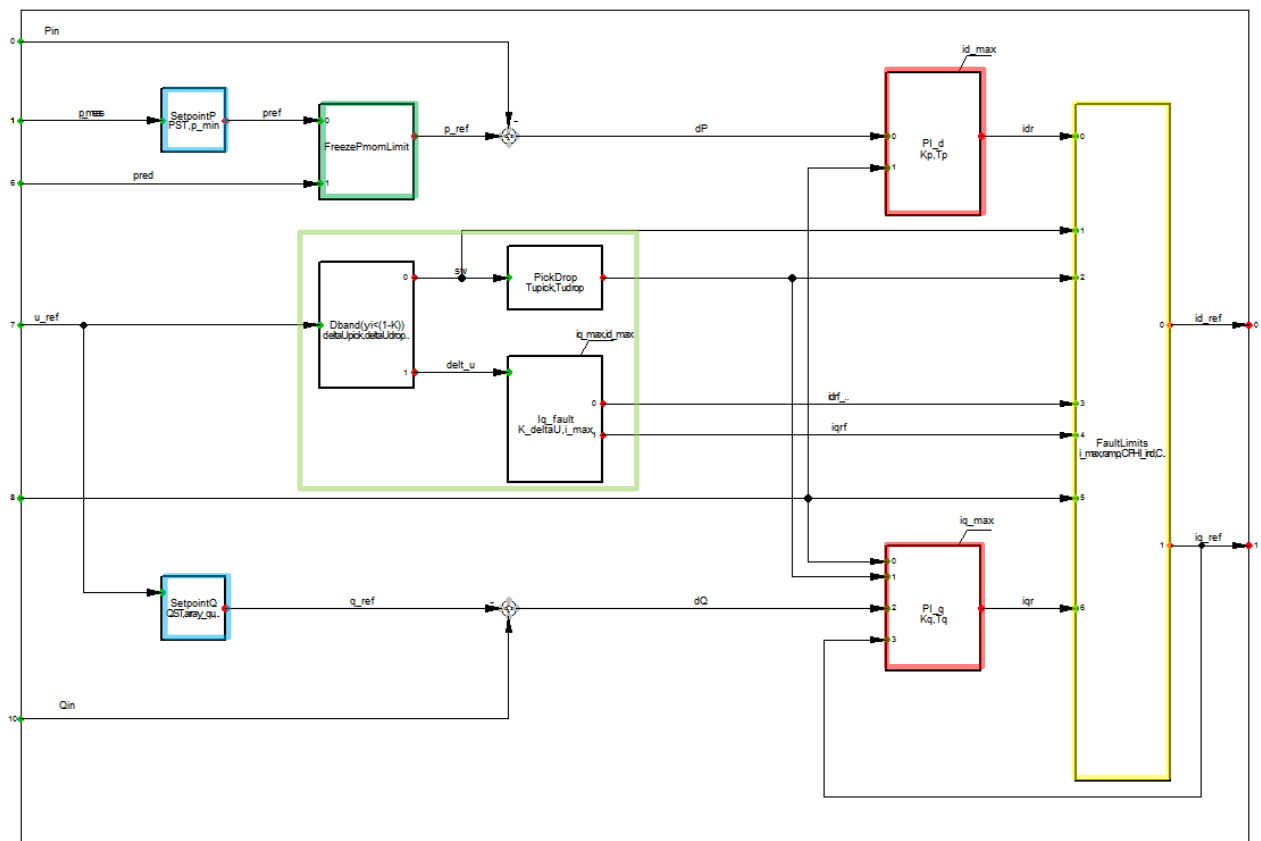 Pin
0
id_max
SetpointP
PST,p_min
p_meas
pref
1
0
FreezePmomLimit
p_ref
-
dP
0
PI_d
Kp,Tp
idr
0
1
pred
6
1
1
0
sw
PickDrop
Tupick,Tudrop
2
u_ref
7
Dband(yi<(1-K))
deltaUpick,deltaUdrop..
iq_max,id_max
0
id_ref
0
1
delt_u
0
idrf_..
3
Iq_fault
K_deltaU,i_max,
1
iqrf
4
FaultLimits
i_max,ramp,CPHI_ind,C..
8
5
iq_max
1
iq_ref
1
0
1
SetpointQ
QST,array_qu..
q_ref
-
dQ
2
PI_q
Kq,Tq
iqr
6
3
Qin
10